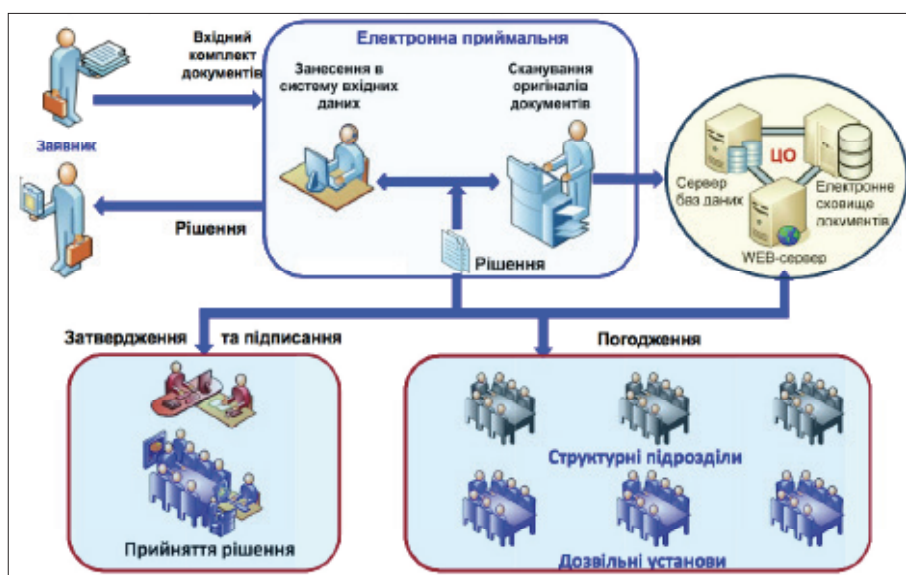 Вхідний
комплект
документів
Електронна приймальня
Занесення в
систему вхідних
даних
Сканування
оригіналів
документів
Заявник
ЦО
Сервер
баз даних
Електронне
сховище
документів
WEB-сервер
Рішення
Рішення
Затвердження та підписання
Погодження
Структурні підрозділи
Прийняття рішення
Дозвільні установи